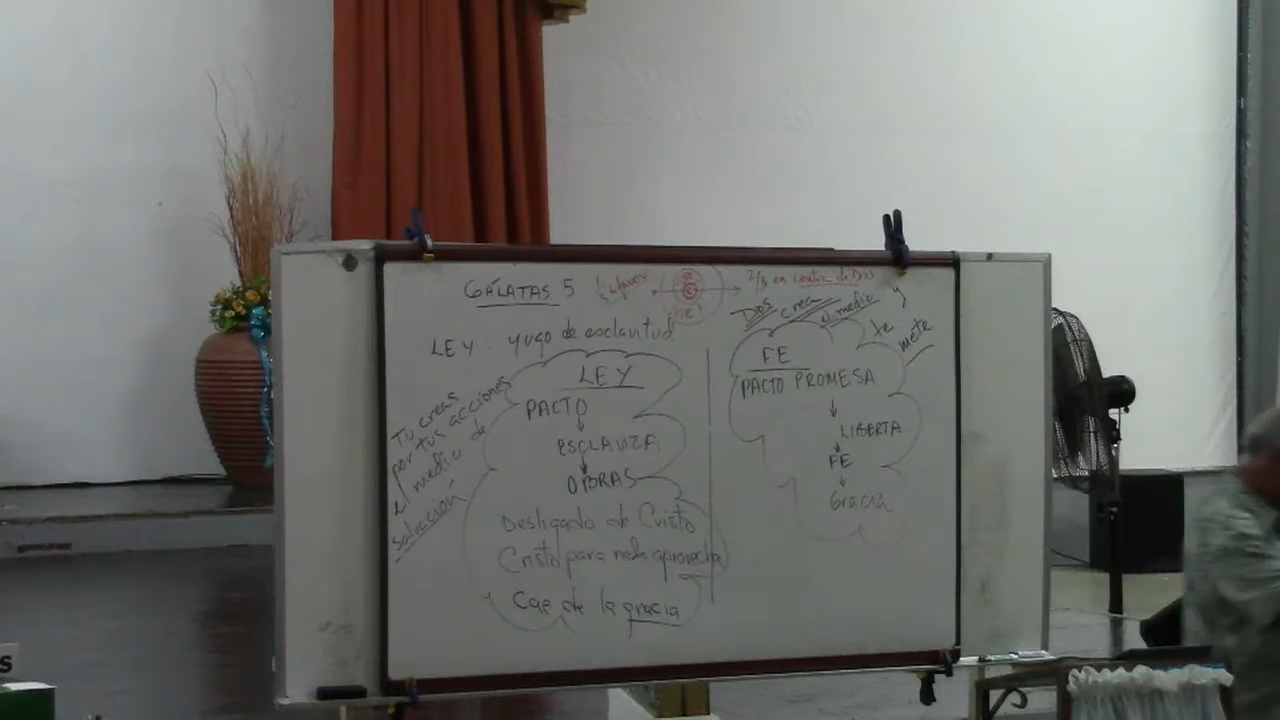 GÁLATAS 5
2/3 en contra de Dios
LEY. yugo de esclavitud
Dios crea el medio y te mete
Tú creas
por tus acciones
el medio de
salvación
LEY
PACTO
ESCLAVIZA
OBRAS
Desligado de Cristo
Cristo para nada aprovecha
Cae de la gracia
FE
PACTO PROMESA
LIBERTA
FE
Gracia
S